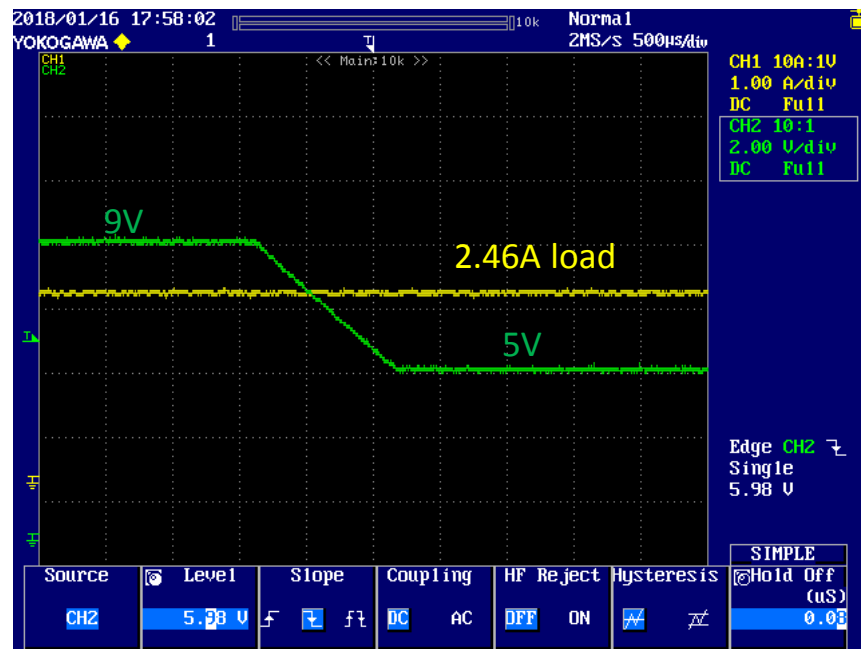 2018/01/16 17:58:02 10k Normal
YOKOGAWA 1 2MS/s 500µs/div
<< Main:10k >>
CH1
CH2
CH1 10A:1V
1.00 A/div
DC Full
CH2 10:1
2.00 V/div
DC Full
9V
2.46A load
5V
Edge CH2
Single
5.98 V
SIMPLE
Source Level Slope Coupling HF Reject Hysteresis Hold Off
(uS)
CH2 5.98 V DC AC OFF ON 0.08